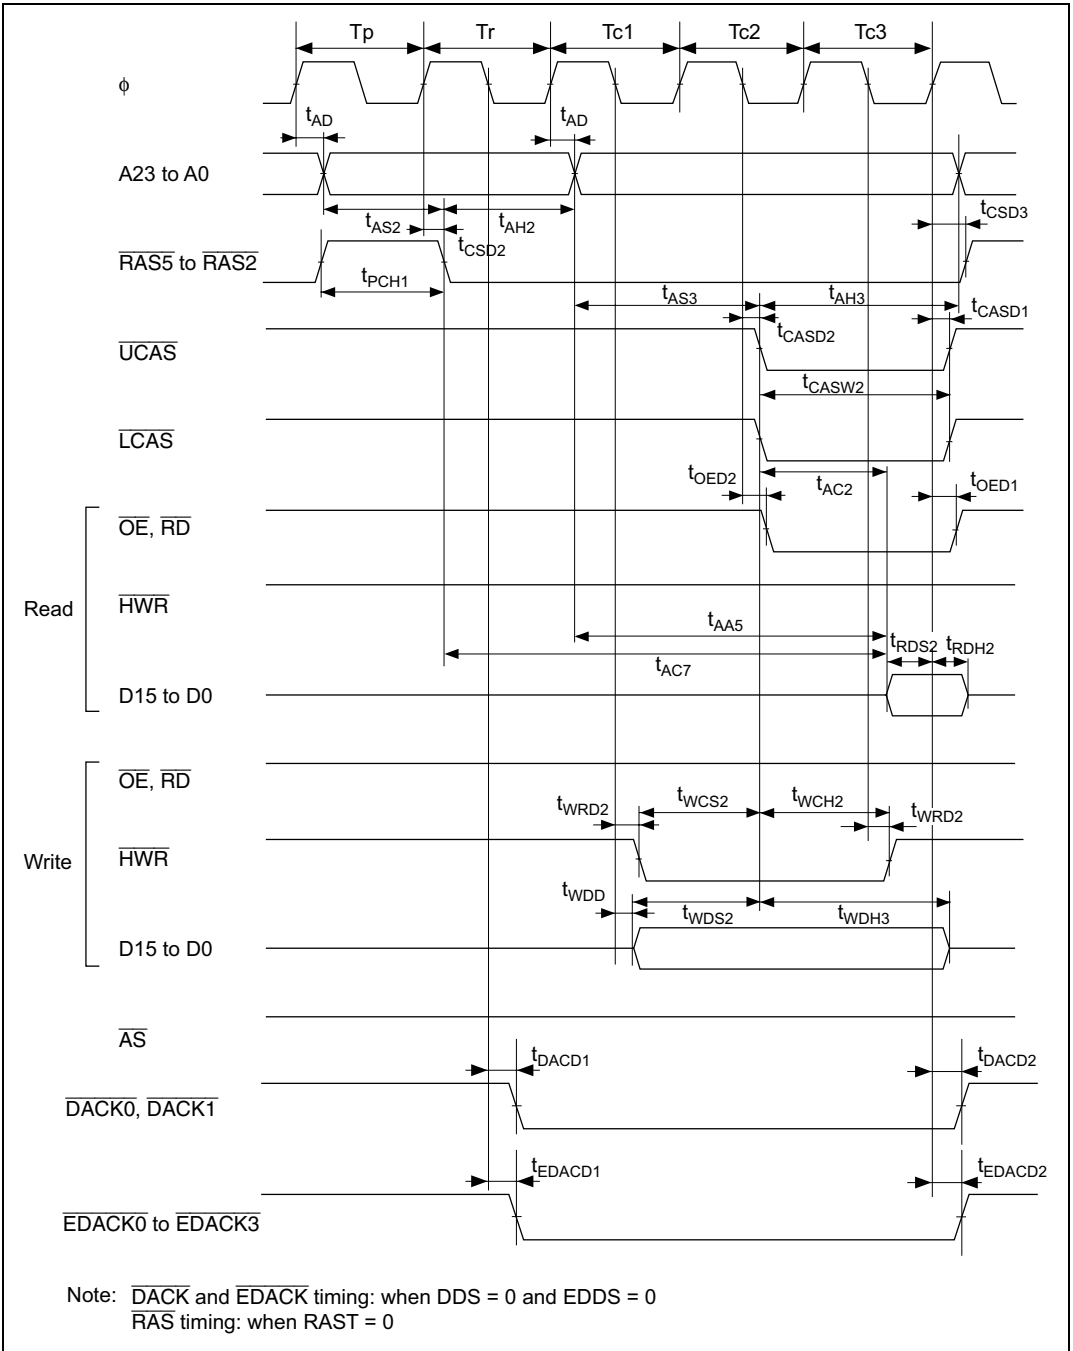 Tp Tr Tc1 Tc2 Tc3
ϕ
tAD tAD
A23 to A0
tAS2 tAH2 tCSD3
tCSD2
RAS5 to RAS2
tPCH1
tAS3 tAH3 tCASD1
tCASD2
UCAS
tCASW2
LCAS
tOED2 tAC2 tOED1
OE, RD
Read
HWR
tAA5
tRDS2 tRDH2
tAC7
D15 to D0
OE, RD
tWCS2 tWCH2
tWRD2 tWRD2
Write
HWR
tWDD
tWDS2 tWDH3
D15 to D0
AS
tDACD1 tDACD2
DACK0, DACK1
tEDACD1 tEDACD2
EDACK0 to EDACK3
Note: DACK and EDACK timing: when DDS = 0 and EDDS = 0
RAS timing: when RAST = 0